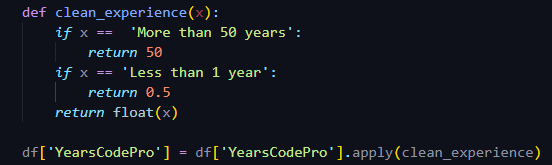 def clean_experience(x):
    if x ==  'More than 50 years':
        return 50
    if x == 'Less than 1 year':
        return 0.5
    return float(x)

df['YearsCodePro'] = df['YearsCodePro'].apply(clean_experience)